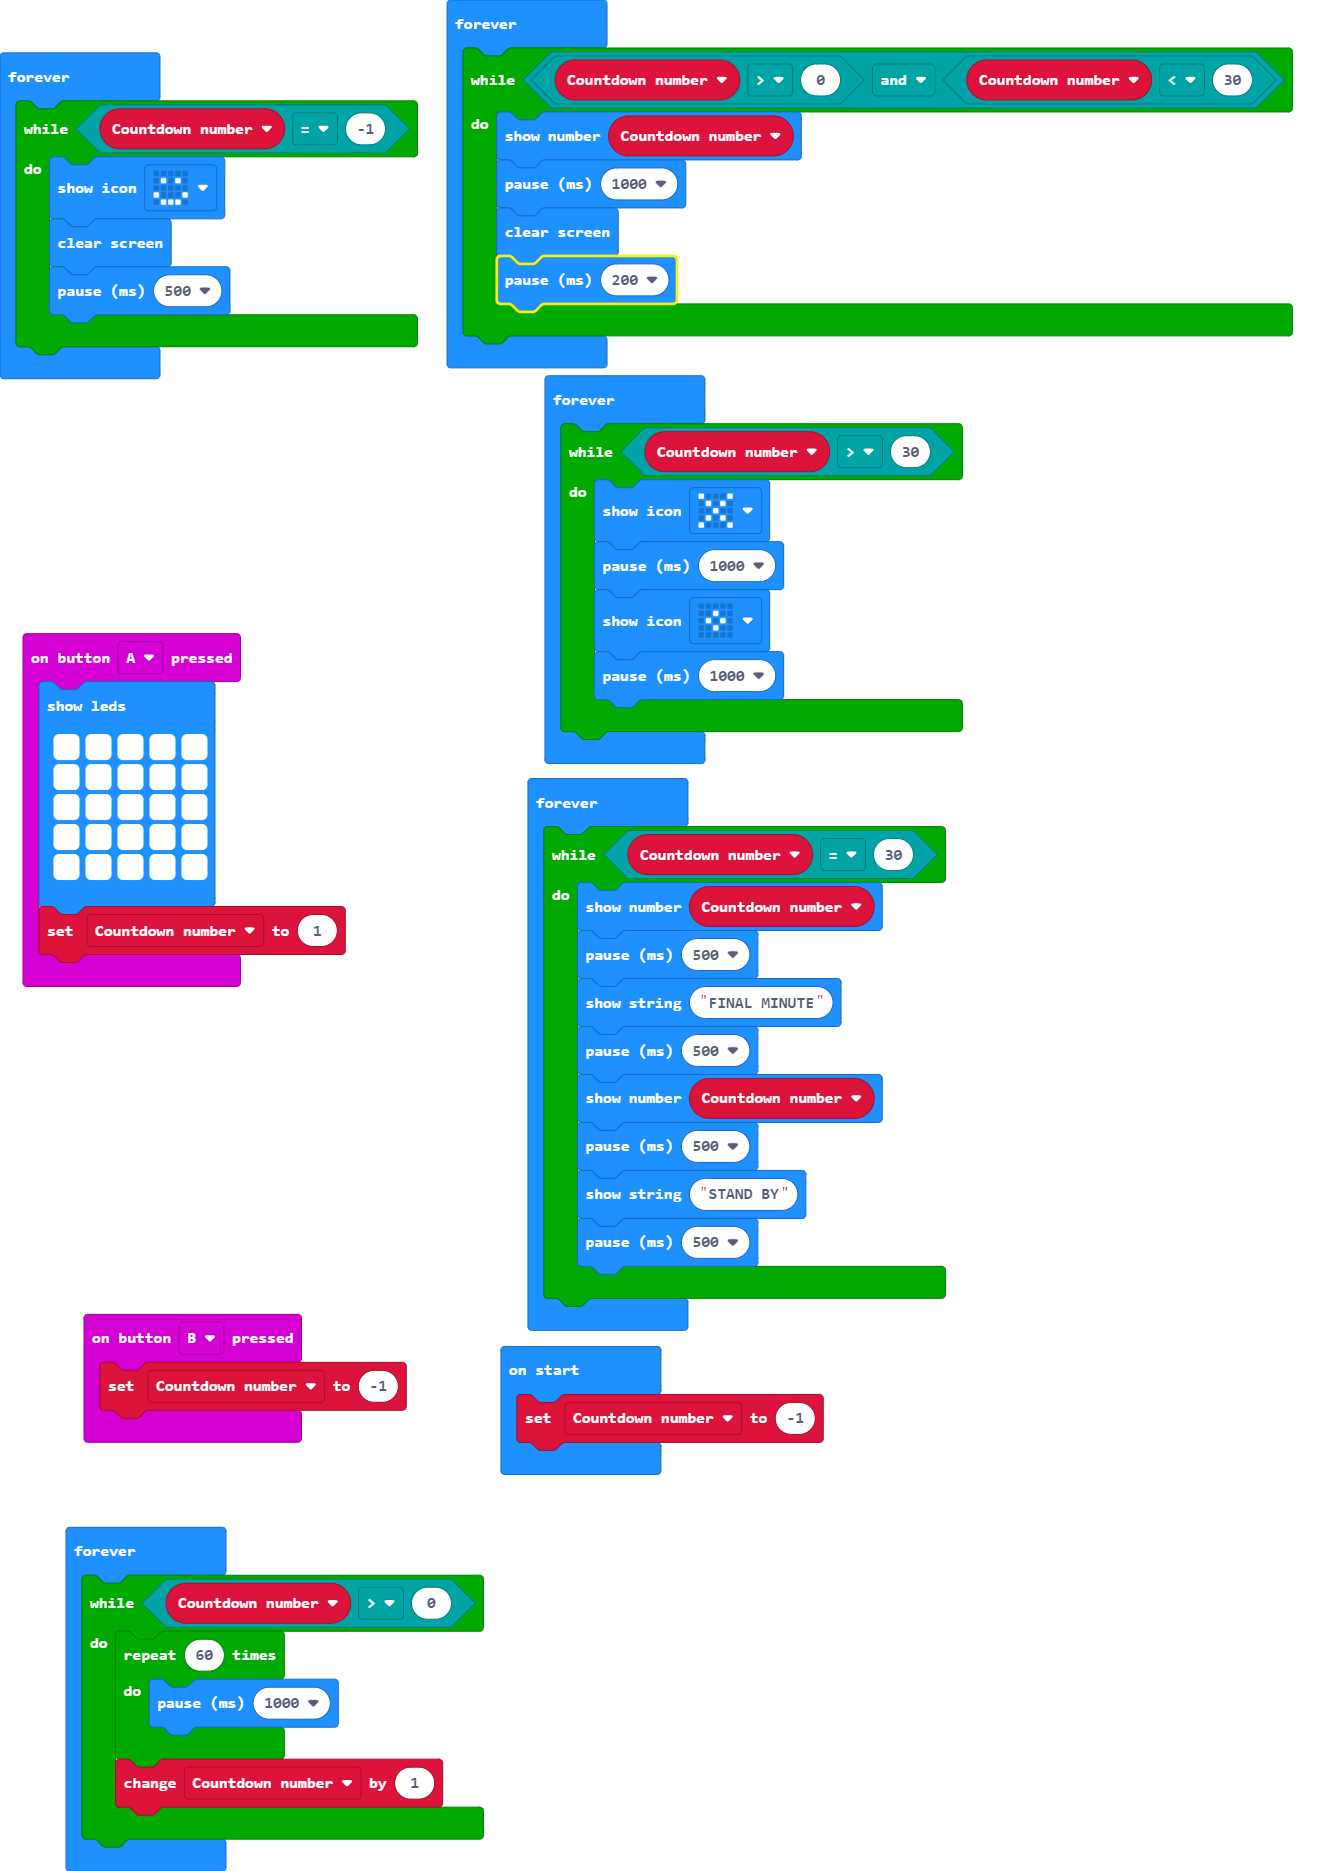 forever
while Countdown number = -1
do
show icon
clear screen
pause (ms) 500
forever
while Countdown number > 0 and Countdown number < 30
do
show number Countdown number
pause (ms) 1000
clear screen
pause (ms) 200
forever
while Countdown number > 30
do
show icon
pause (ms) 1000
show icon
pause (ms) 1000
on button A pressed
show leds
set Countdown number to 1
forever
while Countdown number = 30
do
show number Countdown number
pause (ms) 500
show string "FINAL MINUTE"
pause (ms) 500
show number Countdown number
pause (ms) 500
show string "STAND BY"
pause (ms) 500
on button B pressed
set Countdown number to -1
on start
set Countdown number to -1
forever
while Countdown number > 0
do
repeat 60 times
do
pause (ms) 1000
change Countdown number by 1